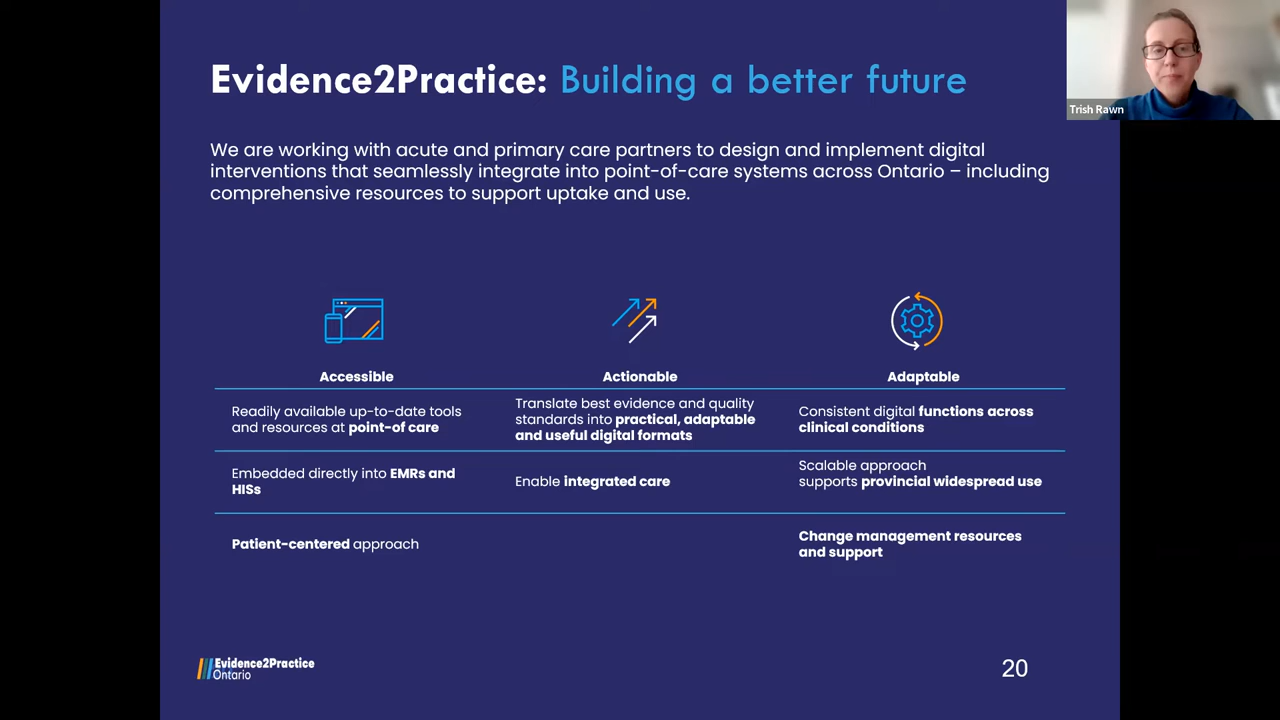 Evidence2Practice: Building a better future
Trish Rawn
We are working with acute and primary care partners to design and implement digital
interventions that seamlessly integrate into point-of-care systems across Ontario – including
comprehensive resources to support uptake and use.
Accessible
Actionable
Adaptable
Readily available up-to-date tools
and resources at point-of care
Translate best evidence and quality
standards into practical, adaptable
and useful digital formats
Consistent digital functions across
clinical conditions
Embedded directly into EMRs and
HISs
Enable integrated care
Scalable approach
supports provincial widespread use
Patient-centered approach
Change management resources
and support
Evidence2Practice
Ontario
20